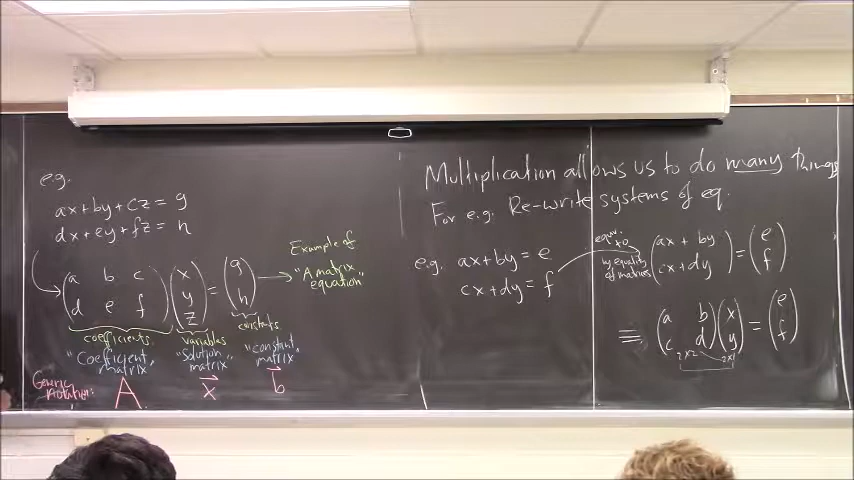 e.g.
ax+by+cz = g
dx+ey+fz = h
(a b c
d e f) (x
y
z) = (g
h)
Example of
"A matrix
equation"
coefficients
variables
constants
"Coefficient
matrix"
"Solution
matrix"
"constant
matrix"
Generic
notation:
A
x⃗
b⃗
Multiplication allows us to do many things
For e.g. Re-write systems of eq.
e.g. ax+by = e
cx+dy = f
equiv.
to
by equality
of matrices
(ax + by
cx + dy) = (e
f)
≡ (a b
c d) (x
y) = (e
f)
2x2 2x1